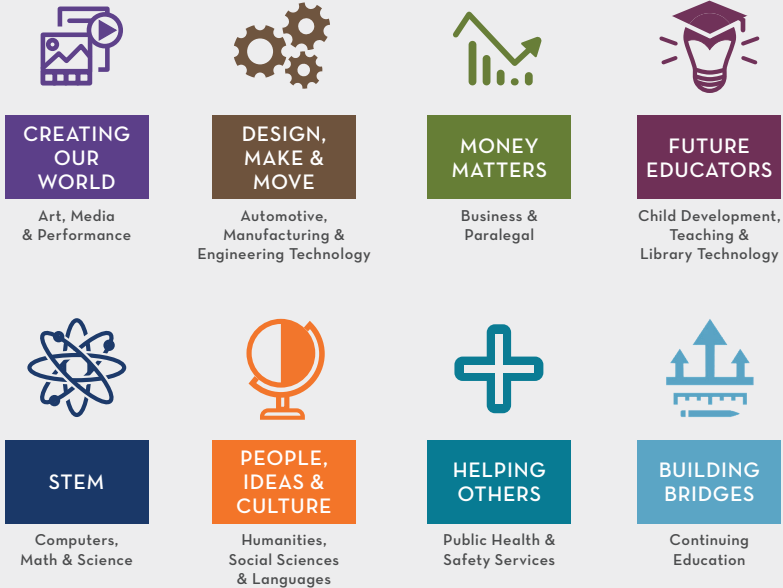 CREATING
OUR
WORLD
Art, Media
& Performance
DESIGN,
MAKE &
MOVE
Automotive,
Manufacturing &
Engineering Technology
MONEY
MATTERS
Business &
Paralegal
FUTURE
EDUCATORS
Child Development,
Teaching &
Library Technology
STEM
Computers,
Math & Science
PEOPLE,
IDEAS &
CULTURE
Humanities,
Social Sciences
& Languages
HELPING
OTHERS
Public Health &
Safety Services
BUILDING
BRIDGES
Continuing
Education